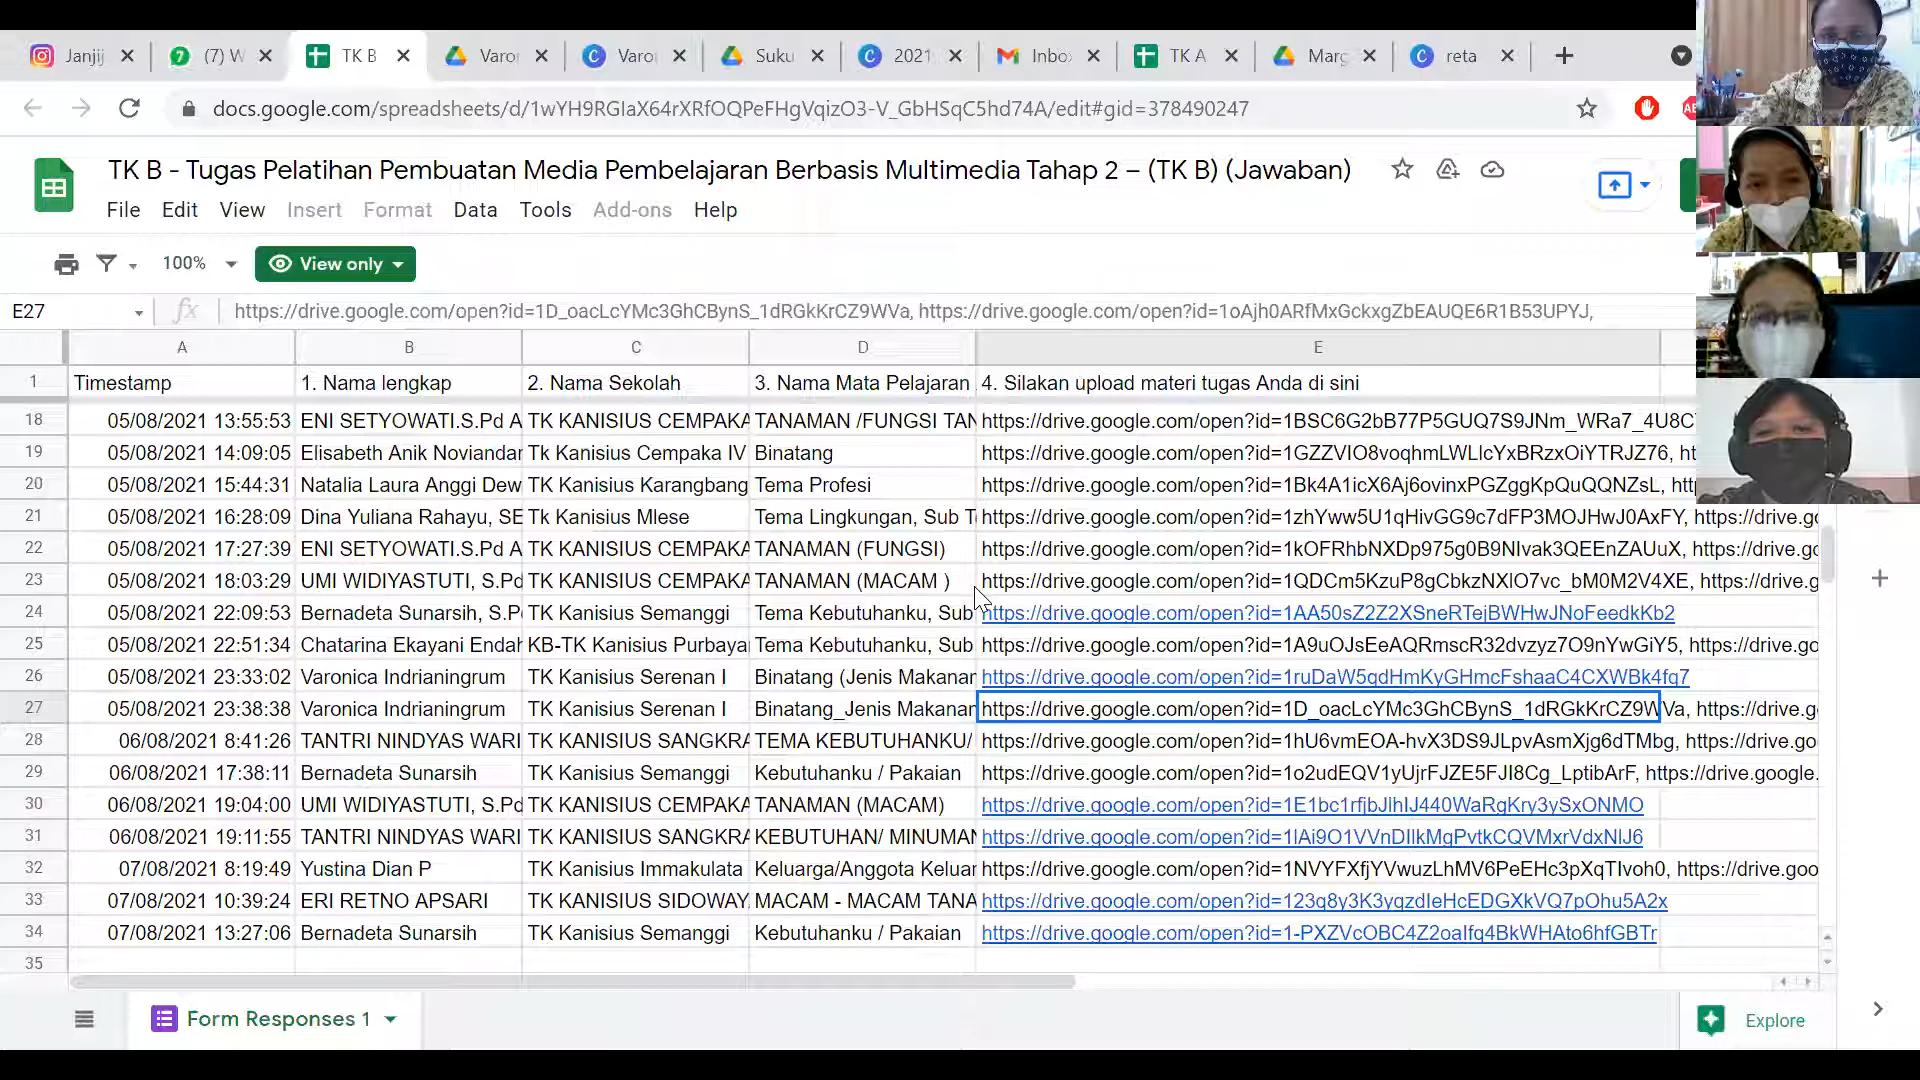 Janjij
(7) W
TK B
Varo
Varo
Suku
2021
Inbo
TK A
Marg
reta
docs.google.com/spreadsheets/d/1wYH9RGIaX64rXRfOQPeFHgVqizO3-V_GbHSqC5hd74A/edit#gid=378490247
TK B - Tugas Pelatihan Pembuatan Media Pembelajaran Berbasis Multimedia Tahap 2 – (TK B) (Jawaban)
File Edit View Insert Format Data Tools Add-ons Help
100% View only
E27 fx https://drive.google.com/open?id=1D_oacLcYMc3GhCBynS_1dRGkKrCZ9WVa, https://drive.google.com/open?id=1oAjh0ARfMxGckxgZbEAUQE6R1B53UPYJ,
A B C D E
1 Timestamp 1. Nama lengkap 2. Nama Sekolah 3. Nama Mata Pelajaran 4. Silakan upload materi tugas Anda di sini
18 05/08/2021 13:55:53 ENI SETYOWATI.S.Pd A TK KANISIUS CEMPAKA TANAMAN /FUNGSI TAN https://drive.google.com/open?id=1BSC6G2bB77P5GUQ7S9JNm_WRa7_4U8C
19 05/08/2021 14:09:05 Elisabeth Anik Noviandar Tk Kanisius Cempaka IV Binatang https://drive.google.com/open?id=1GZZVIO8voqhmLWLlcYxBRzxOiYTRJZ76, ht
20 05/08/2021 15:44:31 Natalia Laura Anggi Dew TK Kanisius Karangbang Tema Profesi https://drive.google.com/open?id=1Bk4A1icX6Aj6ovinxPGZggKpQuQQNZsL, htt
21 05/08/2021 16:28:09 Dina Yuliana Rahayu, SE Tk Kanisius Mlese Tema Lingkungan, Sub T https://drive.google.com/open?id=1zhYww5U1qHivGG9c7dFP3MOJHwJ0AxFY, https://drive.go
22 05/08/2021 17:27:39 ENI SETYOWATI.S.Pd A TK KANISIUS CEMPAKA TANAMAN (FUNGSI) https://drive.google.com/open?id=1kOFRhbNXDp975g0B9NIvak3QEEnZAUuX, https://drive.go
23 05/08/2021 18:03:29 UMI WIDIYASTUTI, S.Pd TK KANISIUS CEMPAKA TANAMAN (MACAM ) https://drive.google.com/open?id=1QDCm5KzuP8gCbkzNXlO7vc_bM0M2V4XE, https://drive.g
24 05/08/2021 22:09:53 Bernadeta Sunarsih, S.Pd TK Kanisius Semanggi Tema Kebutuhanku, Sub https://drive.google.com/open?id=1AA50sZ2Z2XSneRTejBWHwJNoFeedkKb2
25 05/08/2021 22:51:34 Chatarina Ekayani Endah KB-TK Kanisius Purbaya Tema Kebutuhanku, Sub https://drive.google.com/open?id=1A9uOJsEeAQRmscR32dvzyz7O9nYwGiY5, https://drive.go
26 05/08/2021 23:33:02 Varonica Indrianingrum TK Kanisius Serenan I Binatang (Jenis Makanan https://drive.google.com/open?id=1ruDaW5qdHmKyGHmcFshaaC4CXWBk4fq7
27 05/08/2021 23:38:38 Varonica Indrianingrum TK Kanisius Serenan I Binatang_Jenis Makanan https://drive.google.com/open?id=1D_oacLcYMc3GhCBynS_1dRGkKrCZ9WVa, https://drive.g
28 06/08/2021 8:41:26 TANTRI NINDYAS WARI TK KANISIUS SANGKRA TEMA KEBUTUHANKU/ https://drive.google.com/open?id=1hU6vmEOA-hvX3DS9JLpvAsmXjg6dTMbg, https://drive.go
29 06/08/2021 17:38:11 Bernadeta Sunarsih TK Kanisius Semanggi Kebutuhanku / Pakaian https://drive.google.com/open?id=1o2udEQV1yUjrFJZE5FJI8Cg_LptibArF, https://drive.google.
30 06/08/2021 19:04:00 UMI WIDIYASTUTI, S.Pd TK KANISIUS CEMPAKA TANAMAN (MACAM) https://drive.google.com/open?id=1E1bc1rfjbJlhIJ440WaRgKry3ySxONMO
31 06/08/2021 19:11:55 TANTRI NINDYAS WARI TK KANISIUS SANGKRA KEBUTUHAN/ MINUMAN https://drive.google.com/open?id=1lAi9O1VVnDIlkMgPvtkCQVMxrVdxNlJ6
32 07/08/2021 8:19:49 Yustina Dian P TK Kanisius Immakulata Keluarga/Anggota Keluar https://drive.google.com/open?id=1NVYFXfjYVwuzLhMV6PeEHc3pXqTIvoh0, https://drive.goo
33 07/08/2021 10:39:24 ERI RETNO APSARI TK KANISIUS SIDOWAY MACAM - MACAM TANA https://drive.google.com/open?id=123q8y3K3yqzdIeHcEDGXkVQ7pOhu5A2x
34 07/08/2021 13:27:06 Bernadeta Sunarsih TK Kanisius Semanggi Kebutuhanku / Pakaian https://drive.google.com/open?id=1-PXZVcOBC4Z2oaIfq4BkWHAto6hfGBTr
35
Form Responses 1 Explore